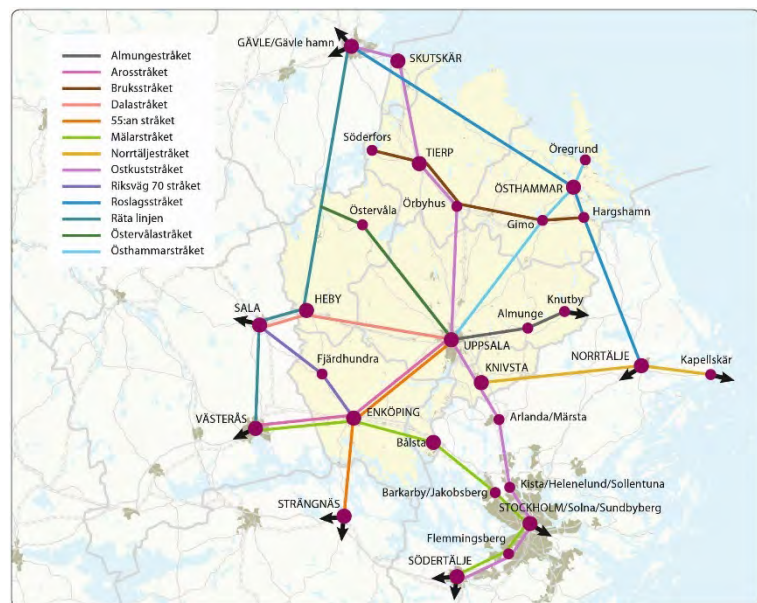 Almungestråket
Arosstråket
Bruksstråket
Dalastråket
55:an stråket
Mälarstråket
Norrtäljestråket
Ostkuststråket
Riksväg 70 stråket
Roslagsstråket
Räta linjen
Östervålastråket
Östhammarstråket
GÄVLE/Gävle hamn
SKUTSKÄR
Söderfors
TIERP
Öregrund
ÖSTHAMMAR
Örbyhus
Hargshamn
Gimo
Östervåla
HEBY
SALA
Knutby
Almunge
UPPSALA
Fjärdhundra
KNIVSTA
NORRTÄLJE
Kapellskär
VÄSTERÅS
ENKÖPING
Arlanda/Märsta
Bålsta
Kista/Helenelund/Sollentuna
Barkarby/Jakobsberg
STOCKHOLM/Solna/Sundbyberg
STRÄNGNÄS
Flemmingsberg
SÖDERTÄLJE